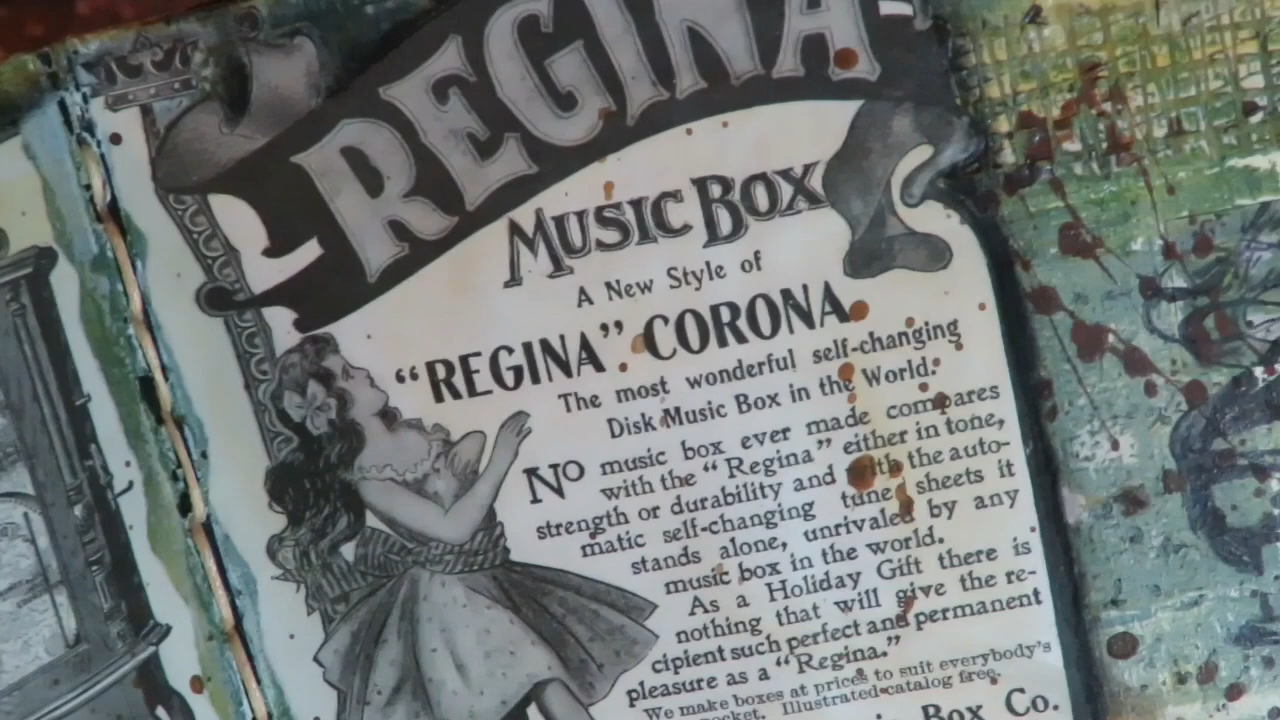 REGINA
MUSIC BOX
A New Style of
"REGINA" CORONA.
The most wonderful self-changing
Disk Music Box in the World.
No music box ever made compares
with the "Regina" either in tone,
strength or durability and with the auto-
matic self-changing tune sheets it
stands alone, unrivaled by any
music box in the world.
As a Holiday Gift there is
nothing that will give the re-
cipient such perfect and permanent
pleasure as a "Regina."
We make boxes at prices to suit everybody's
pocket. Illustrated catalog free.
Box Co.